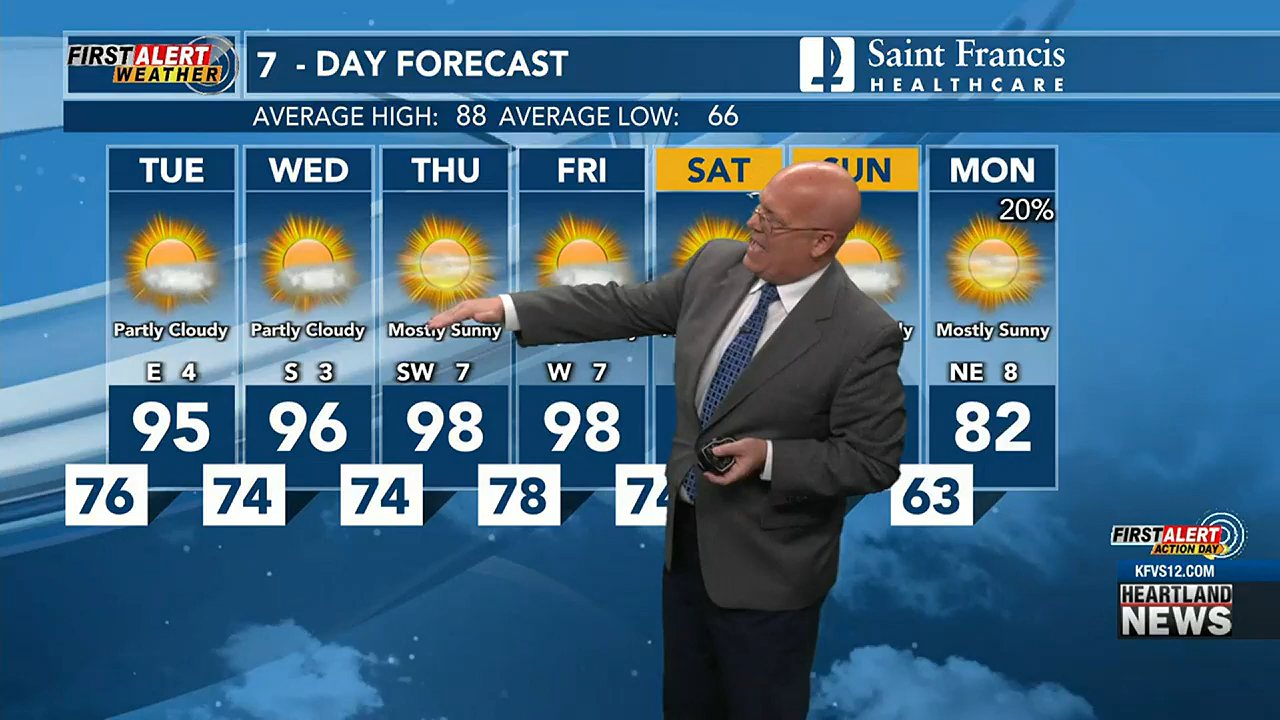 FIRST ALERT
WEATHER
7 - DAY FORECAST
Saint Francis
HEALTHCARE
AVERAGE HIGH: 88 AVERAGE LOW: 66
TUE WED THU FRI SAT SUN MON
20%
Partly Cloudy Partly Cloudy Mostly Sunny Mostly Sunny
E 4 S 3 SW 7 W 7 NE 8
95 96 98 98 82
76 74 74 78 74 63
FIRST ALERT
ACTION DAY
KFVS12.COM
HEARTLAND
NEWS